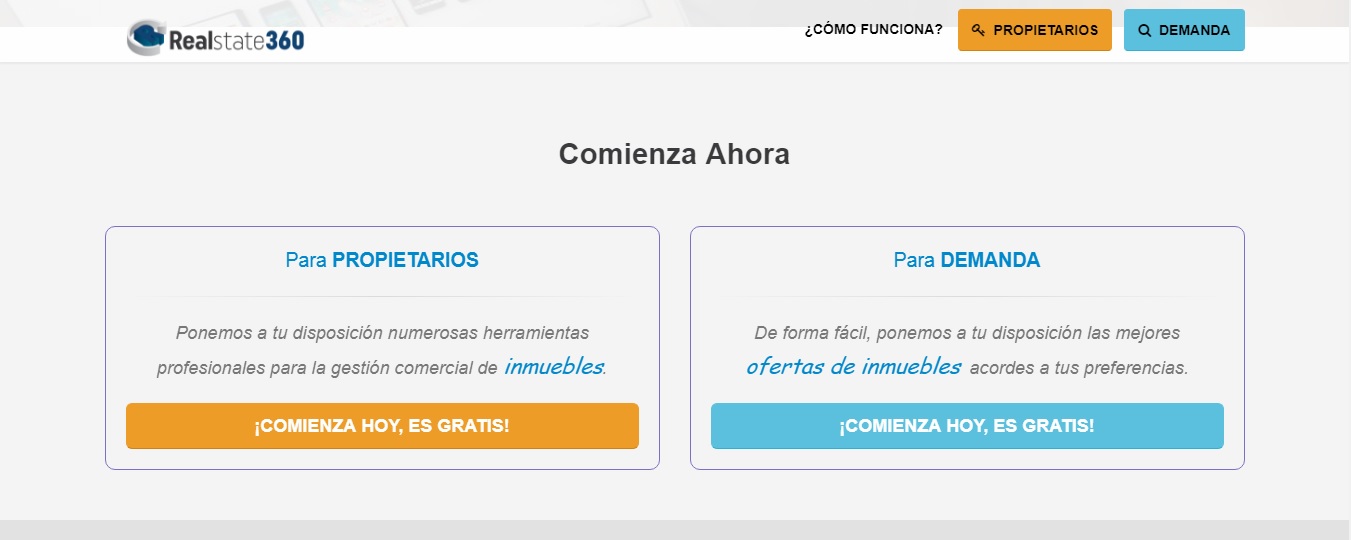 Realstate360
¿CÓMO FUNCIONA?
PROPIETARIOS
DEMANDA
Comienza Ahora
Para PROPIETARIOS
Ponemos a tu disposición numerosas herramientas
profesionales para la gestión comercial de inmuebles.
¡COMIENZA HOY, ES GRATIS!
Para DEMANDA
De forma fácil, ponemos a tu disposición las mejores
ofertas de inmuebles acordes a tus preferencias.
¡COMIENZA HOY, ES GRATIS!